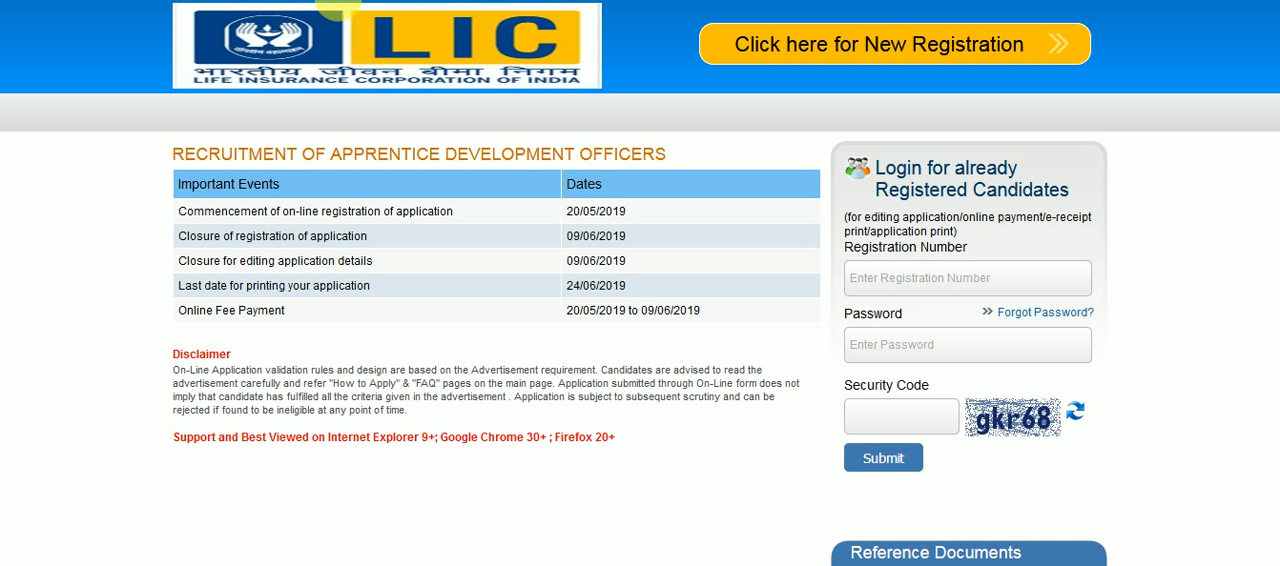 LIC
भारतीय जीवन बीमा निगम
LIFE INSURANCE CORPORATION OF INDIA
Click here for New Registration
RECRUITMENT OF APPRENTICE DEVELOPMENT OFFICERS
Important Events Dates
Commencement of on-line registration of application 20/05/2019
Closure of registration of application 09/06/2019
Closure for editing application details 09/06/2019
Last date for printing your application 24/06/2019
Online Fee Payment 20/05/2019 to 09/06/2019
Disclaimer
On-Line Application validation rules and design are based on the Advertisement requirement. Candidates are advised to read the
advertisement carefully and refer "How to Apply" & "FAQ" pages on the main page. Application submitted through On-Line form does not
imply that candidate has fulfilled all the criteria given in the advertisement . Application is subject to subsequent scrutiny and can be
rejected if found to be ineligible at any point of time.
Support and Best Viewed on Internet Explorer 9+; Google Chrome 30+ ; Firefox 20+
Login for already
Registered Candidates
(for editing application/online payment/e-receipt
print/application print)
Registration Number
Enter Registration Number
Password Forgot Password?
Enter Password
Security Code
gkr68
Submit
Reference Documents